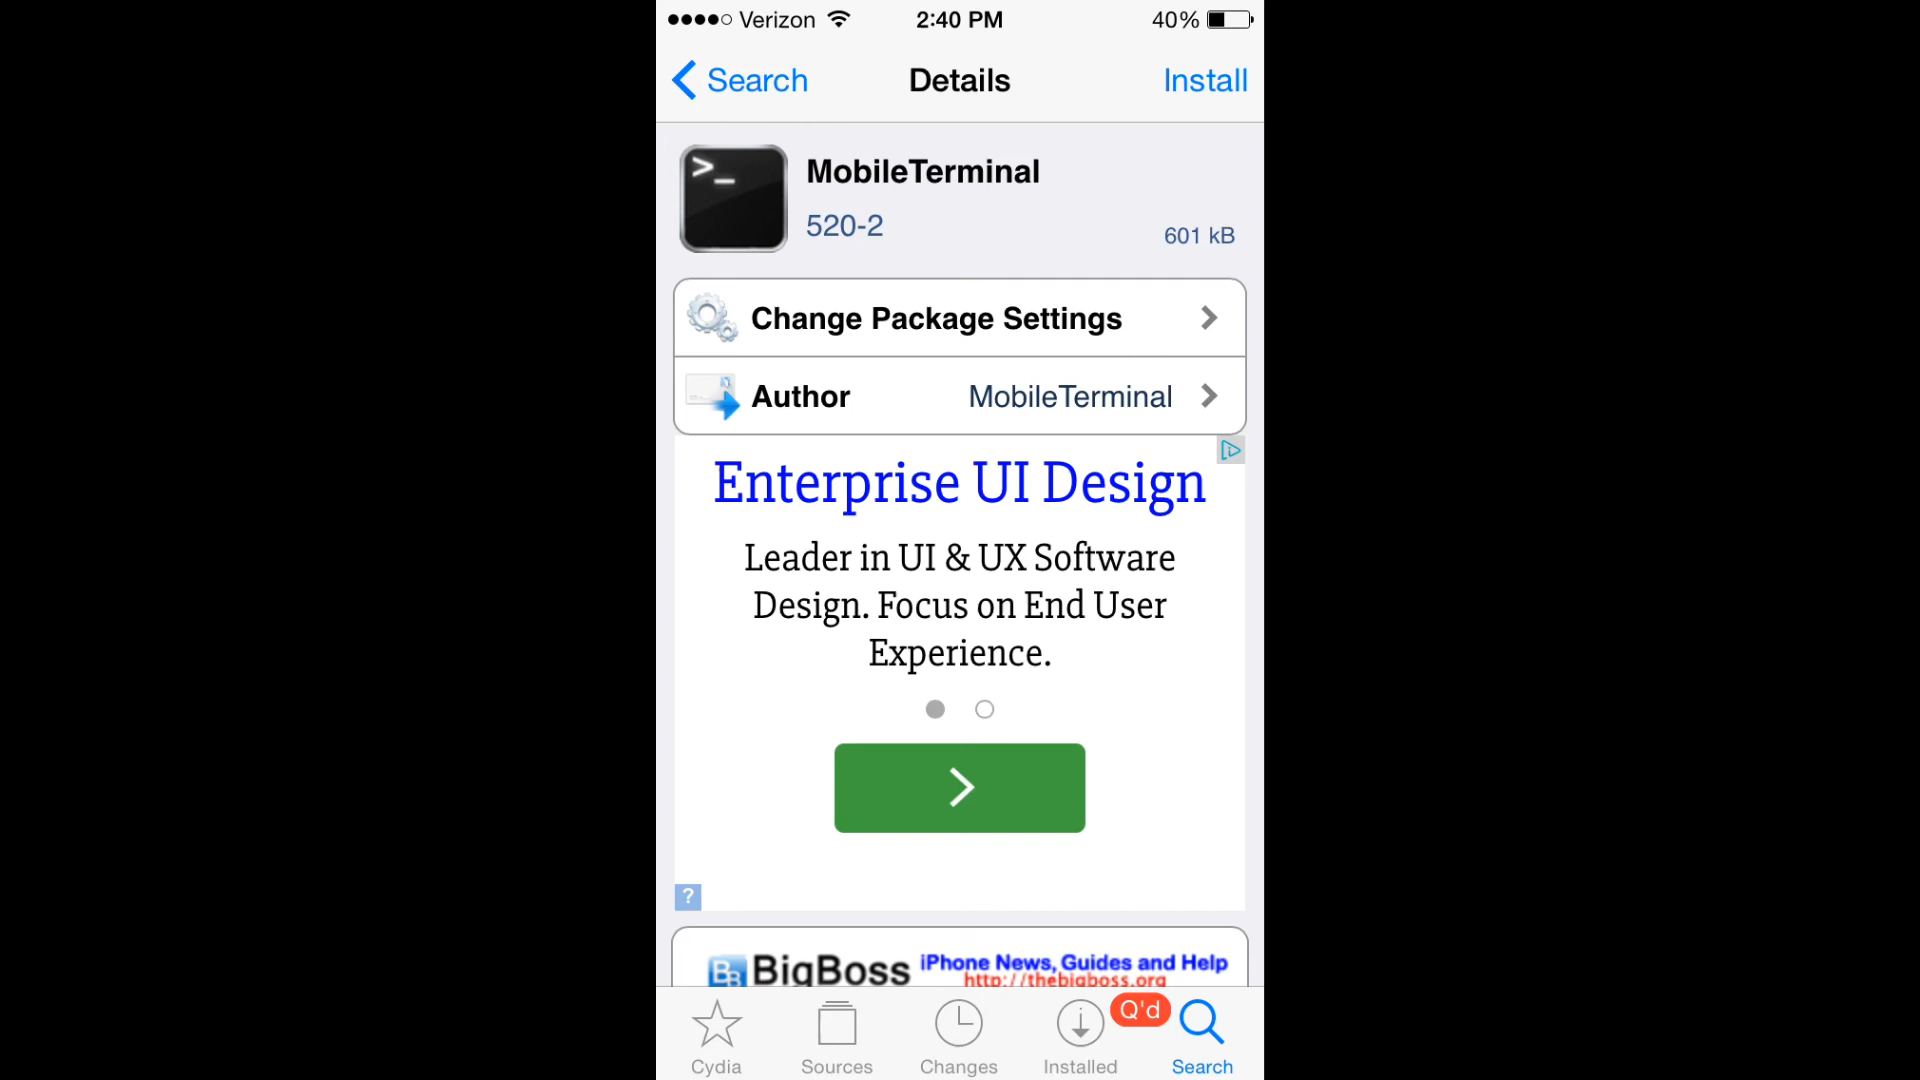 Verizon 2:40 PM 40%
Search Details Install
>_
MobileTerminal
520-2
601 kB
Change Package Settings
Author MobileTerminal
Enterprise UI Design
Leader in UI & UX Software
Design. Focus on End User
Experience.
?
BB BigBoss iPhone News, Guides and Help
http://thebigboss.org
Q'd
Cydia Sources Changes Installed Search